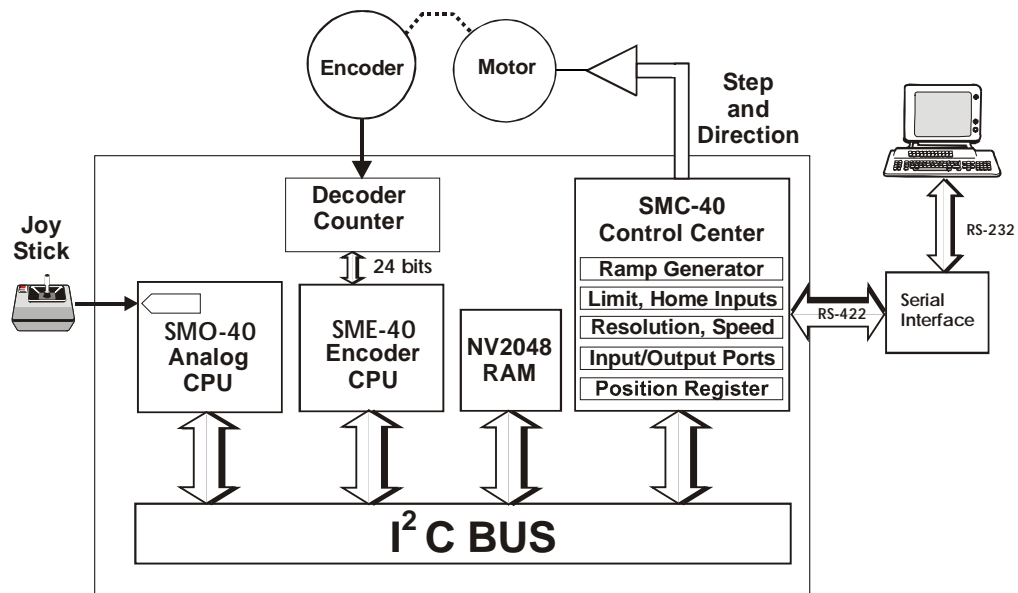 Encoder
Motor
Step
and
Direction
Joy
Stick
Decoder
Counter
24 bits
SMO-40
Analog
CPU
SME-40
Encoder
CPU
NV2048
RAM
SMC-40
Control Center
Ramp Generator
Limit, Home Inputs
Resolution, Speed
Input/Output Ports
Position Register
RS-422
RS-232
Serial
Interface
I² C BUS